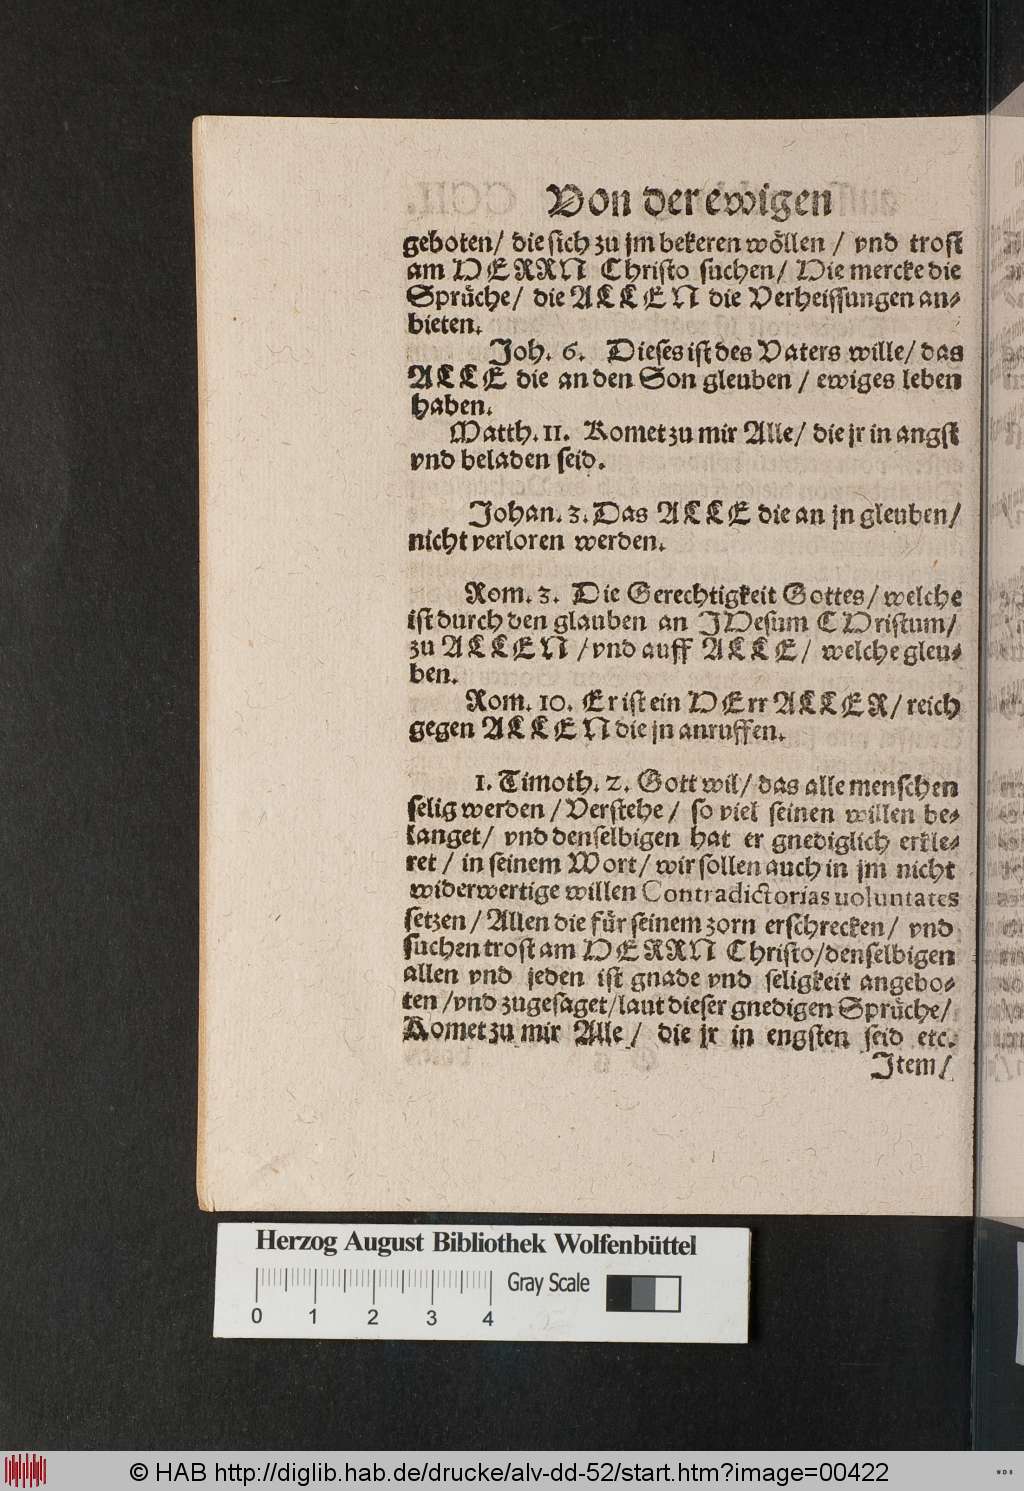 Von der ewigen
geboten/ die sich zu jm bekeren wöllen / vnd trost
am HERRN Christo suchen/ Die mercke die
Sprüche/ die ALLEN die Verheissungen an-
bieten.
Joh. 6. Dieses ist des Vaters wille/ das
ALLE die an den Son gleuben / ewiges leben
haben.
Matth. 11. Komet zu mir Alle/ die jr in angst
vnd beladen seid.
Johan. 3. Das ALLE die an jn gleuben/
nicht verloren werden.
Rom. 3. Die Gerechtigkeit Gottes/ welche
ist durch den glauben an JHesum CHristum/
zu ALLEN / vnd auff ALLE/ welche gleu-
ben.
Rom. 10. Er ist ein HErr ALLER/ reich
gegen ALLEN die jn anruffen.
1. Timoth. 2. Gott wil/ das alle menschen
selig werden / Verstehe / so viel seinen willen be-
langet/ vnd denselbigen hat er gnediglich erkle-
ret / in seinem Wort/ wir sollen auch in jm nicht
widerwertige willen Contradictorias uoluntates
setzen / Allen die für seinem zorn erschrecken/ vnd
suchen trost am HERRN Christo/denselbigen
allen vnd jeden ist gnade vnd seligkeit angebo-
ten /vnd zugesaget/laut dieser gnedigen Sprüche/
Komet zu mir Alle / die jr in engsten seid etc.
Item/
Herzog August Bibliothek Wolfenbüttel
Gray Scale
0 1 2 3 4
© HAB http://diglib.hab.de/drucke/alv-dd-52/start.htm?image=00422